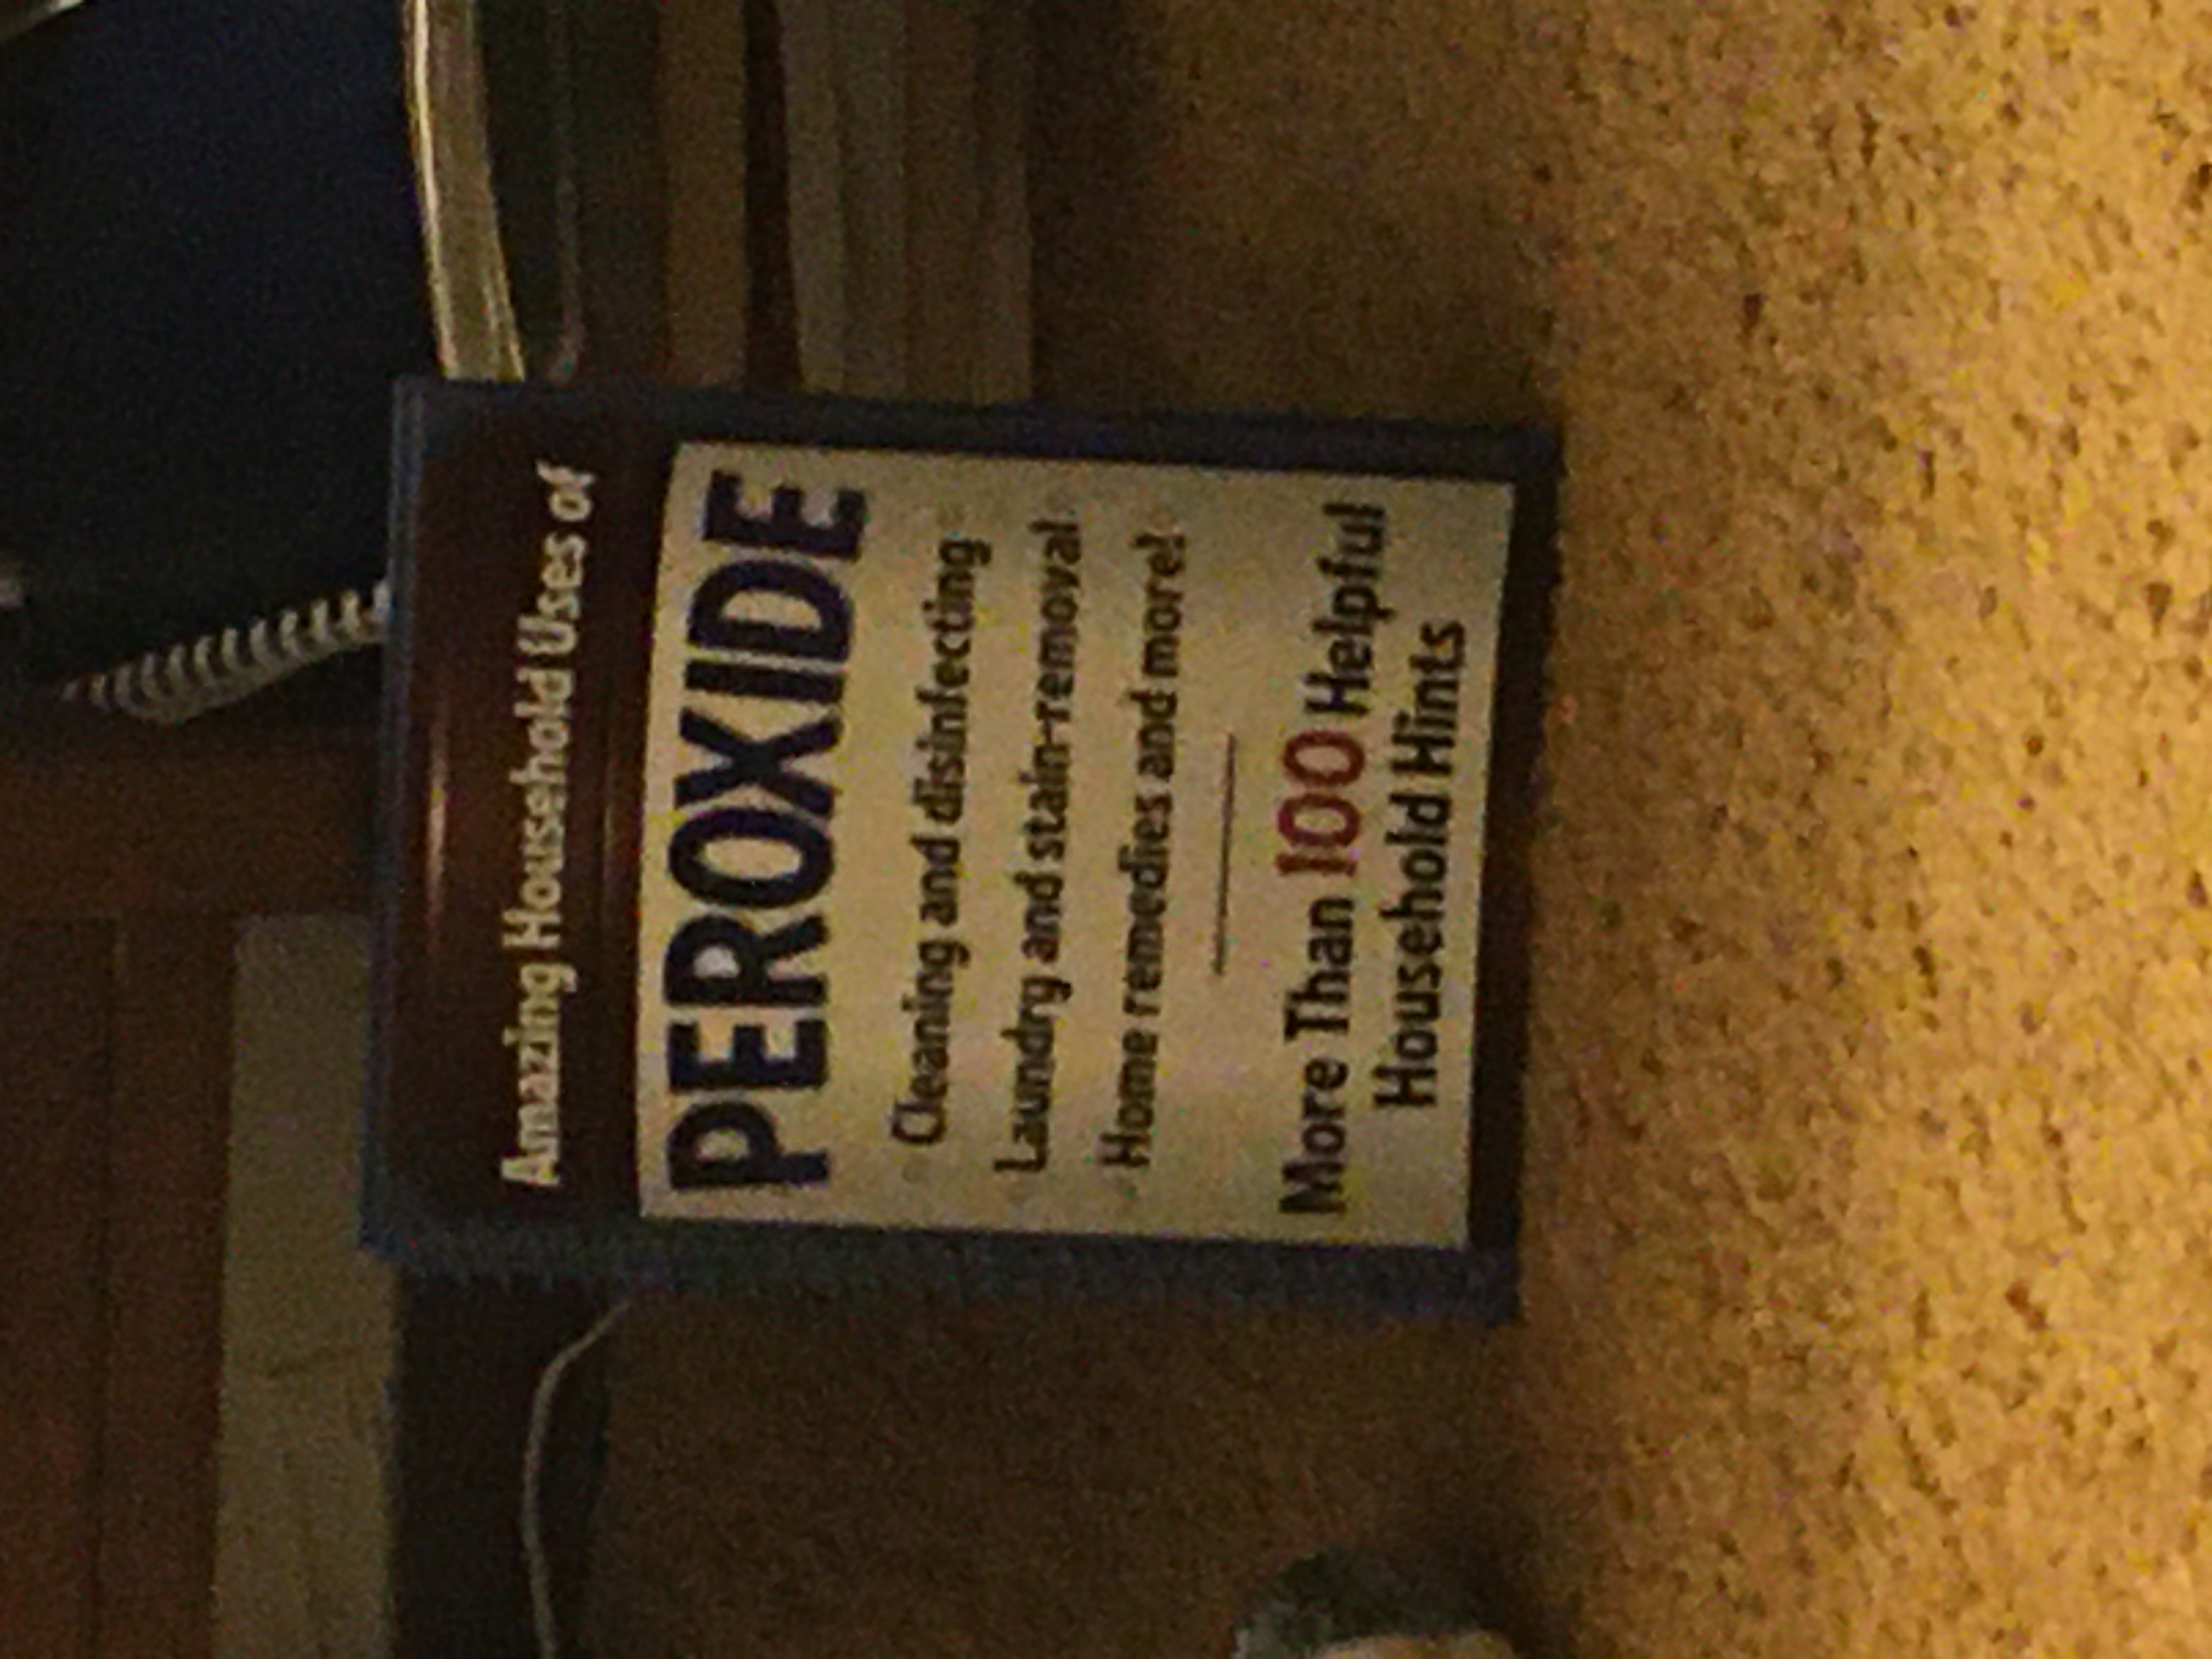 Amazing Household Uses of
PEROXIDE
Cleaning and disinfecting
Laundry and stain-removal
Home remedies and more!
More Than 100 Helpful
Household Hints